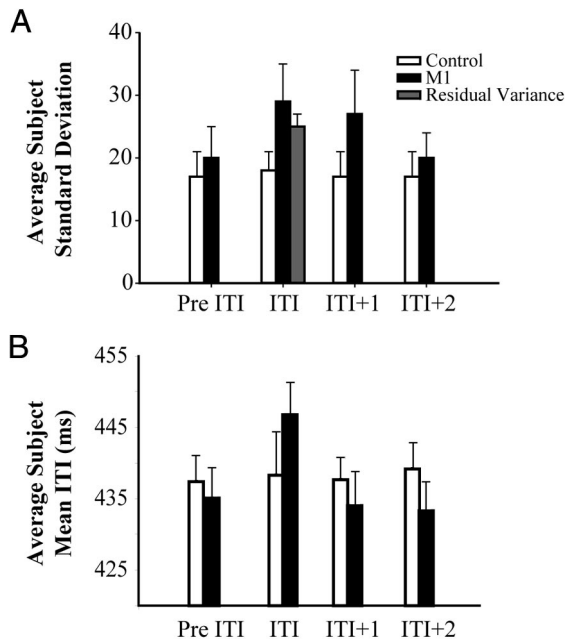 A
Average Subject
Standard Deviation
40
30
20
10
0
Control
M1
Residual Variance
Pre ITI
ITI
ITI+1
ITI+2
B
Average Subject
Mean ITI (ms)
455
445
435
425
Pre ITI
ITI
ITI+1
ITI+2